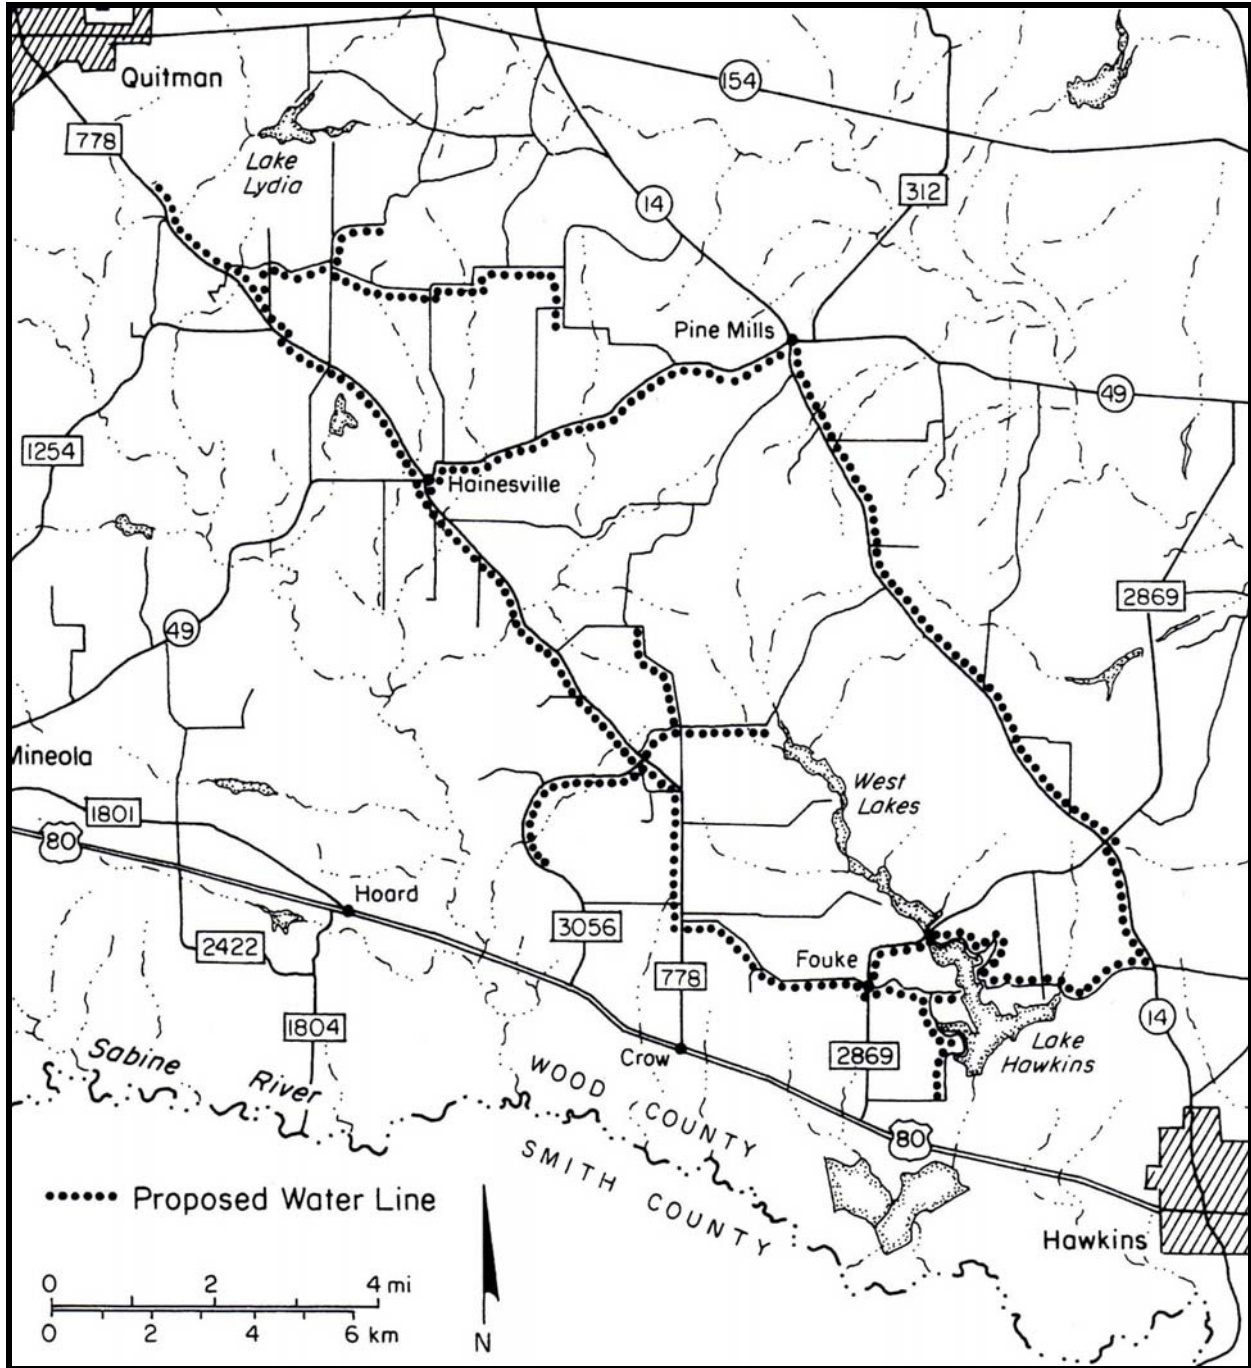 Quitman
154
778
Lake
Lydia
312
14
Pine Mills
49
1254
Hainesville
2869
49
Mineola
West
Lakes
1801
80
Hoard
3056
2422
Fouke
778
14
1804
Lake
Hawkins
Crow
2869
Sabine
River
WOOD COUNTY
80
SMITH COUNTY
Proposed Water Line
Hawkins
0 2 4 mi
0 2 4 6 km
N